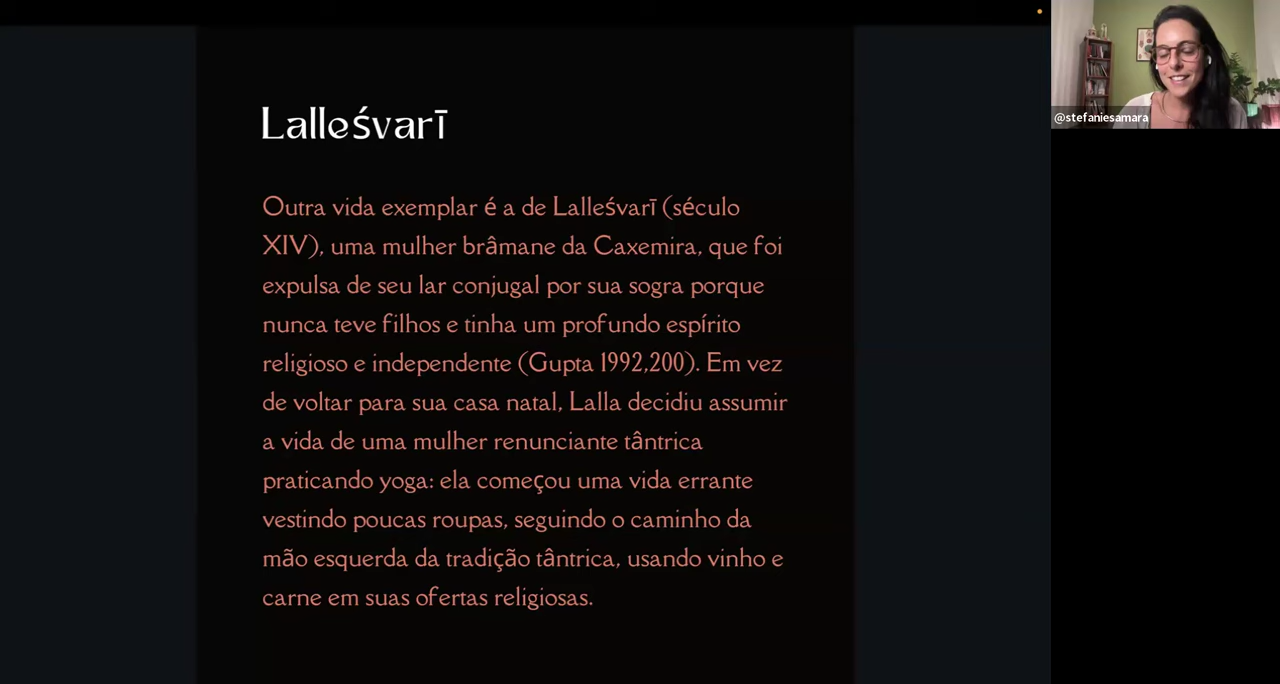 Lalleśvarī
Outra vida exemplar é a de Lalleśvarī (século
XIV), uma mulher brâmane da Caxemira, que foi
expulsa de seu lar conjugal por sua sogra porque
nunca teve filhos e tinha um profundo espírito
religioso e independente (Gupta 1992,200). Em vez
de voltar para sua casa natal, Lalla decidiu assumir
a vida de uma mulher renunciante tântrica
praticando yoga: ela começou uma vida errante
vestindo poucas roupas, seguindo o caminho da
mão esquerda da tradição tântrica, usando vinho e
carne em suas ofertas religiosas.
@stefaniesamara